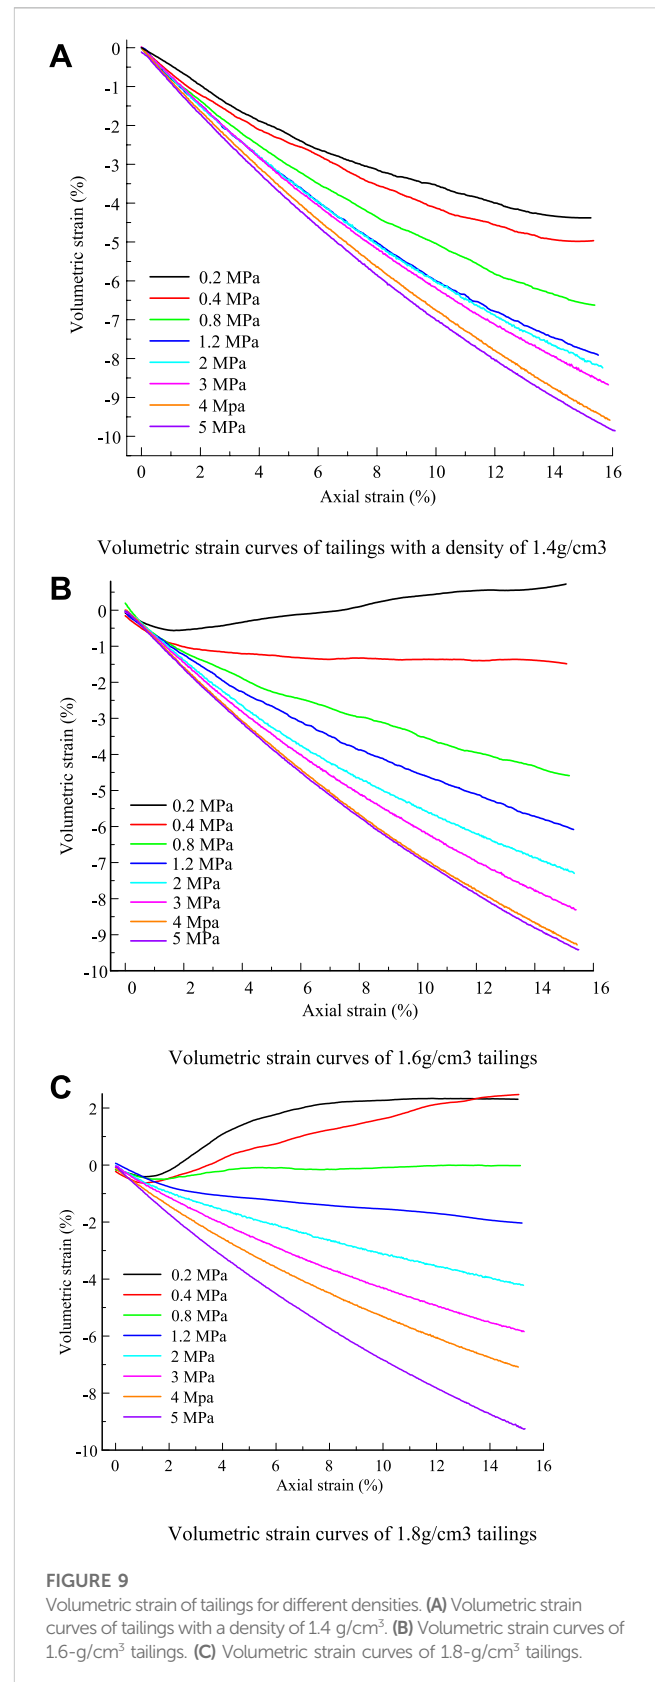 A
0
-1
-2
-3
-4
-5
-6
-7
-8
-9
-10
Volumetric strain (%)
0.2 MPa
0.4 MPa
0.8 MPa
1.2 MPa
2 MPa
3 MPa
4 Mpa
5 MPa
0 2 4 6 8 10 12 14 16
Axial strain (%)
Volumetric strain curves of tailings with a density of 1.4g/cm3
B
0
-1
-2
-3
-4
-5
-6
-7
-8
-9
-10
Volumetric strain (%)
0.2 MPa
0.4 MPa
0.8 MPa
1.2 MPa
2 MPa
3 MPa
4 Mpa
5 MPa
0 2 4 6 8 10 12 14 16
Axial strain (%)
Volumetric strain curves of 1.6g/cm3 tailings
C
2
0
-2
-4
-6
-8
-10
Volumetric strain (%)
0.2 MPa
0.4 MPa
0.8 MPa
1.2 MPa
2 MPa
3 MPa
4 Mpa
5 MPa
0 2 4 6 8 10 12 14 16
Axial strain (%)
Volumetric strain curves of 1.8g/cm3 tailings
FIGURE 9
Volumetric strain of tailings for different densities. (A) Volumetric strain
curves of tailings with a density of 1.4 g/cm³. (B) Volumetric strain curves of
1.6-g/cm³ tailings. (C) Volumetric strain curves of 1.8-g/cm³ tailings.